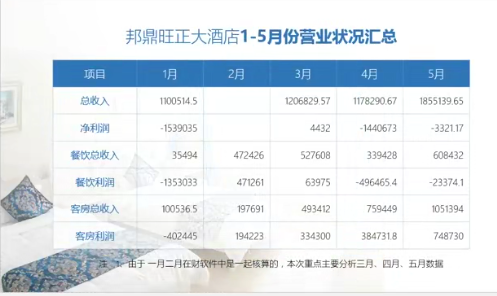 邦鼎旺正大酒店1-5月份营业状况汇总
项目 1月 2月 3月 4月 5月
总收入 1100514.5 1206829.57 1178290.67 1855139.65
净利润 -1539035 4432 -1440673 -3321.17
餐饮总收入 35494 472426 527608 339428 608432
餐饮利润 -1353033 471261 63975 -496465.4 -23374.1
客房总收入 100536.5 197691 493412 759449 1051394
客房利润 -402445 194223 334300 384731.8 748730
注：1、由于一月二月在财软件中是一起核算的，本次重点主要分析三月、四月、五月数据